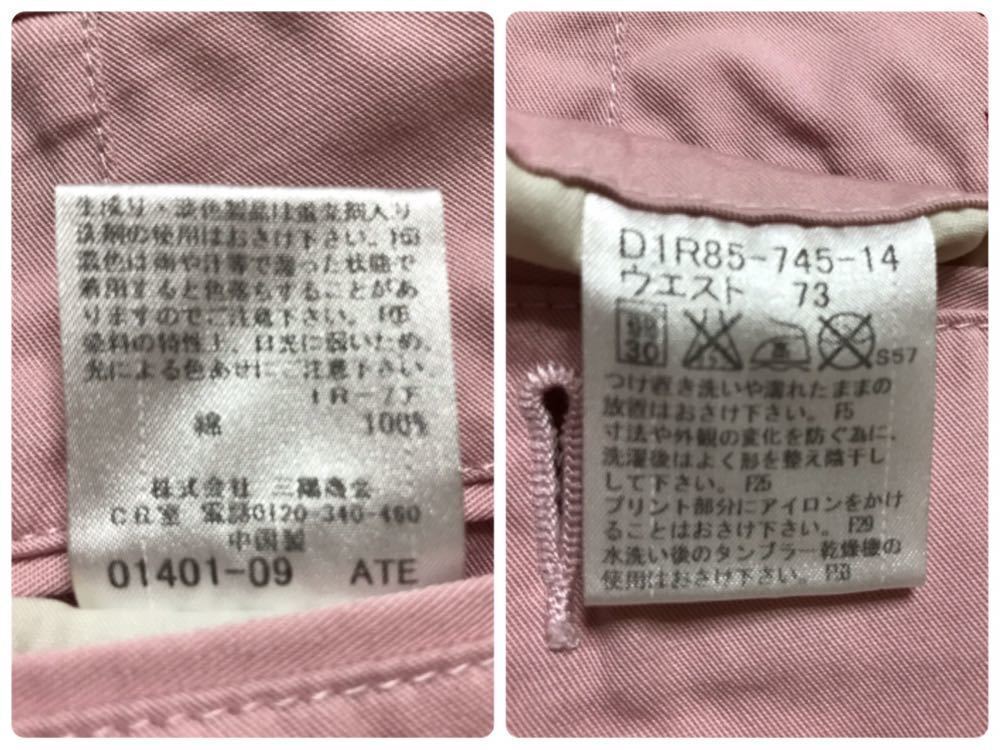 生成り・淡色製品は蛍光剤入り
洗剤の使用はおさけ下さい。
濃色は雨や汗等で湿った状態で
着用すると色落ちすることがあ
りますのでご注意下さい。
染料の特性上、日光に弱いため、
光による色あせにご注意下さい
綿 100%
株式会社 三陽商会
CR室 電話0120-340-460
中国製
01401-09 ATE
D1R85-745-14
ウエスト 73
30
S57
つけ置き洗いや濡れたままの
放置はおさけ下さい。F5
寸法や外観の変化を防ぐ為に、
洗濯後はよく形を整え陰干し
して下さい。F25
プリント部分にアイロンをかけ
ることはおさけ下さい。F29
水洗い後のタンブラー乾燥機の
使用はおさけ下さい。